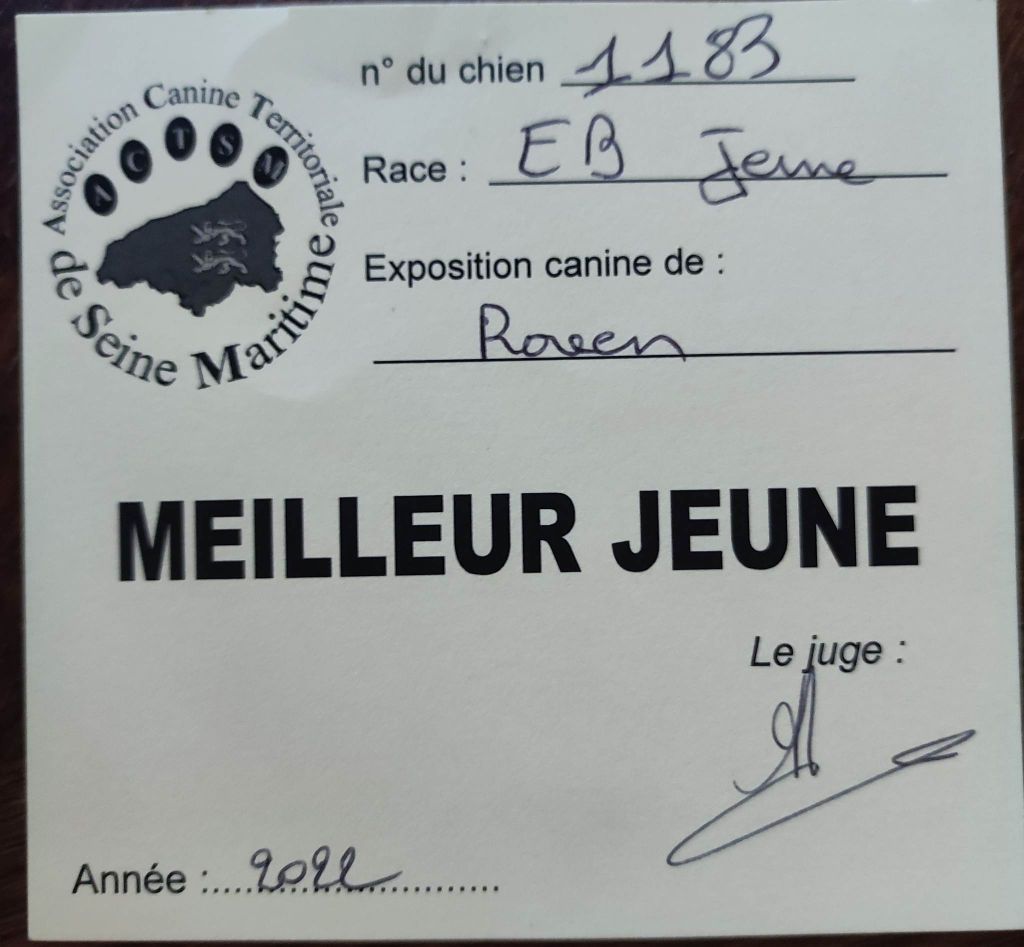 Association Canine Territoriale
de Seine Maritime
A C T S M
n° du chien 1183
Race : EB Jeune
Exposition canine de :
Rouen
MEILLEUR JEUNE
Le juge :
Année :.... 2022 ..........